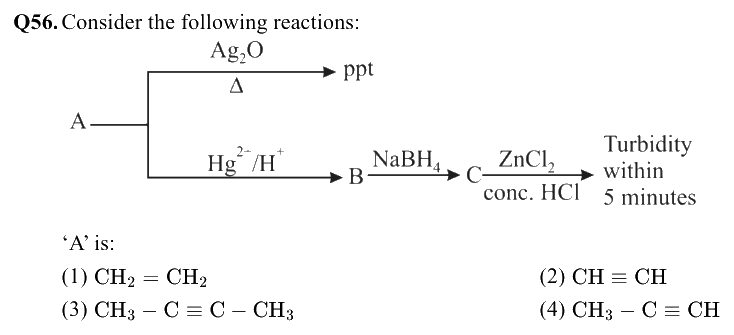 Q56. Consider the following reactions:
Ag₂O
Δ
ppt
A
Hg²⁺/H⁺
B
NaBH₄
C
ZnCl₂
conc. HCl
Turbidity
within
5 minutes
‘A’ is:
(1) CH₂ = CH₂ (2) CH ≡ CH
(3) CH₃ − C ≡ C − CH₃ (4) CH₃ − C ≡ CH